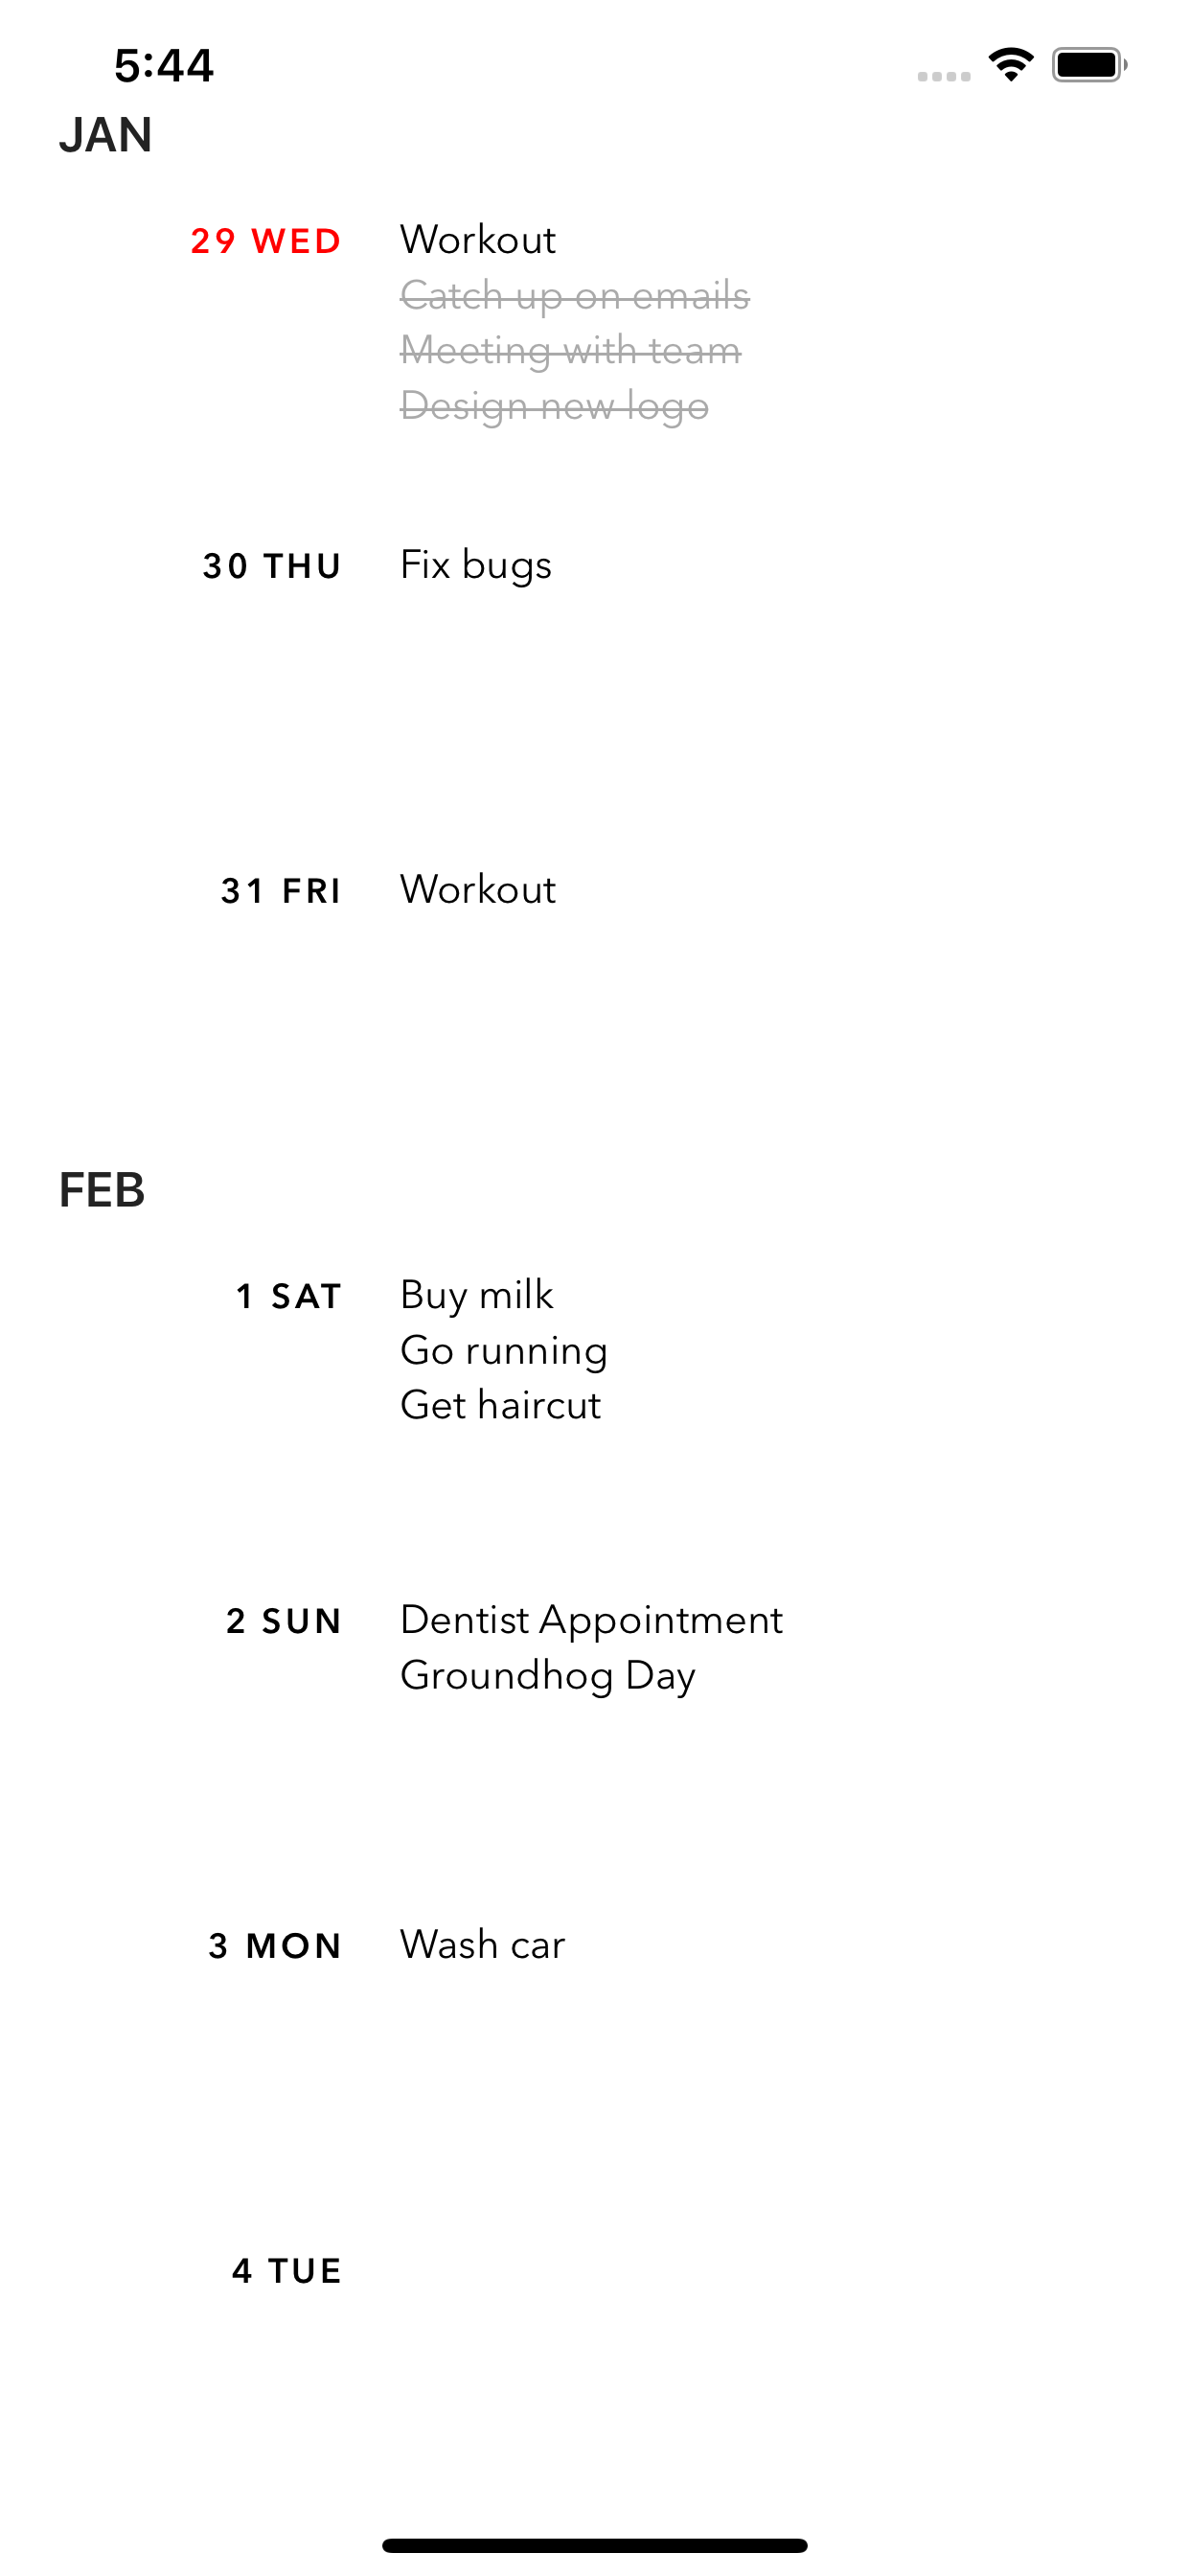 5:44
JAN
29 WED Workout
Catch up on emails
Meeting with team
Design new logo
30 THU Fix bugs
31 FRI Workout
FEB
1 SAT Buy milk
Go running
Get haircut
2 SUN Dentist Appointment
Groundhog Day
3 MON Wash car
4 TUE